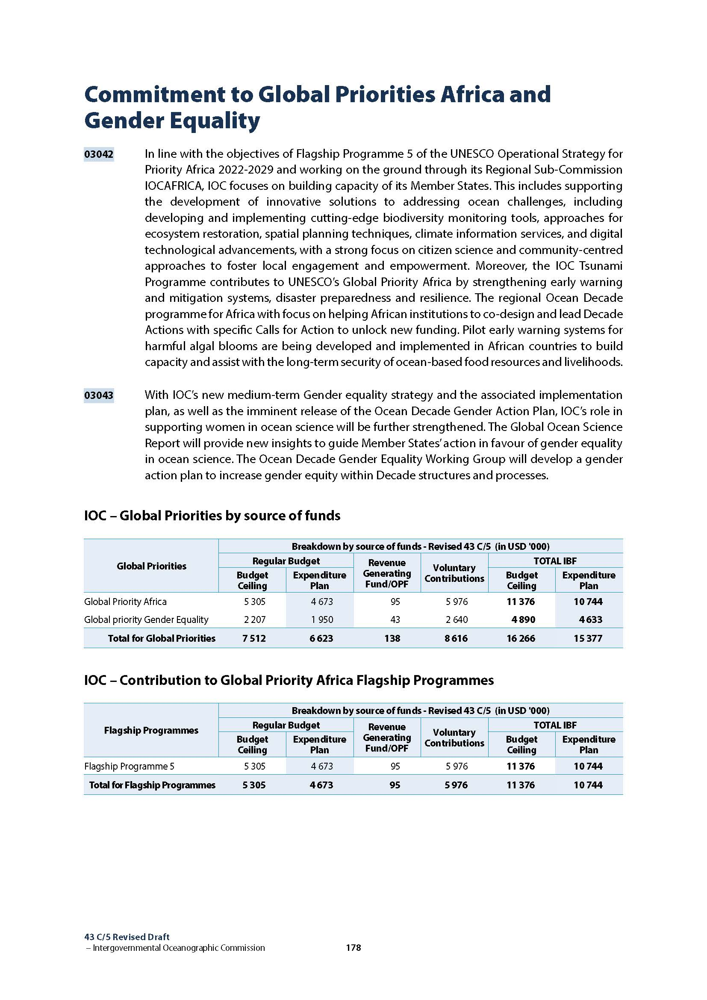 Commitment to Global Priorities Africa and
Gender Equality
03042 In line with the objectives of Flagship Programme 5 of the UNESCO Operational Strategy for
Priority Africa 2022-2029 and working on the ground through its Regional Sub-Commission
IOCAFRICA, IOC focuses on building capacity of its Member States. This includes supporting
the development of innovative solutions to addressing ocean challenges, including
developing and implementing cutting-edge biodiversity monitoring tools, approaches for
ecosystem restoration, spatial planning techniques, climate information services, and digital
technological advancements, with a strong focus on citizen science and community-centred
approaches to foster local engagement and empowerment. Moreover, the IOC Tsunami
Programme contributes to UNESCO’s Global Priority Africa by strengthening early warning
and mitigation systems, disaster preparedness and resilience. The regional Ocean Decade
programme for Africa with focus on helping African institutions to co-design and lead Decade
Actions with specific Calls for Action to unlock new funding. Pilot early warning systems for
harmful algal blooms are being developed and implemented in African countries to build
capacity and assist with the long-term security of ocean-based food resources and livelihoods.
03043 With IOC’s new medium-term Gender equality strategy and the associated implementation
plan, as well as the imminent release of the Ocean Decade Gender Action Plan, IOC’s role in
supporting women in ocean science will be further strengthened. The Global Ocean Science
Report will provide new insights to guide Member States’ action in favour of gender equality
in ocean science. The Ocean Decade Gender Equality Working Group will develop a gender
action plan to increase gender equity within Decade structures and processes.
IOC – Global Priorities by source of funds
Global Priorities
Breakdown by source of funds - Revised 43 C/5 (in USD '000)
Regular Budget
Revenue
Generating
Fund/OPF
Voluntary
Contributions
TOTAL IBF
Budget
Ceiling
Expenditure
Plan
Budget
Ceiling
Expenditure
Plan
Global Priority Africa 5 305 4 673 95 5 976 11 376 10 744
Global priority Gender Equality 2 207 1 950 43 2 640 4 890 4 633
Total for Global Priorities 7 512 6 623 138 8 616 16 266 15 377
IOC – Contribution to Global Priority Africa Flagship Programmes
Flagship Programmes
Breakdown by source of funds - Revised 43 C/5 (in USD '000)
Regular Budget
Revenue
Generating
Fund/OPF
Voluntary
Contributions
TOTAL IBF
Budget
Ceiling
Expenditure
Plan
Budget
Ceiling
Expenditure
Plan
Flagship Programme 5 5 305 4 673 95 5 976 11 376 10 744
Total for Flagship Programmes 5 305 4 673 95 5 976 11 376 10 744
43 C/5 Revised Draft
– Intergovernmental Oceanographic Commission 178